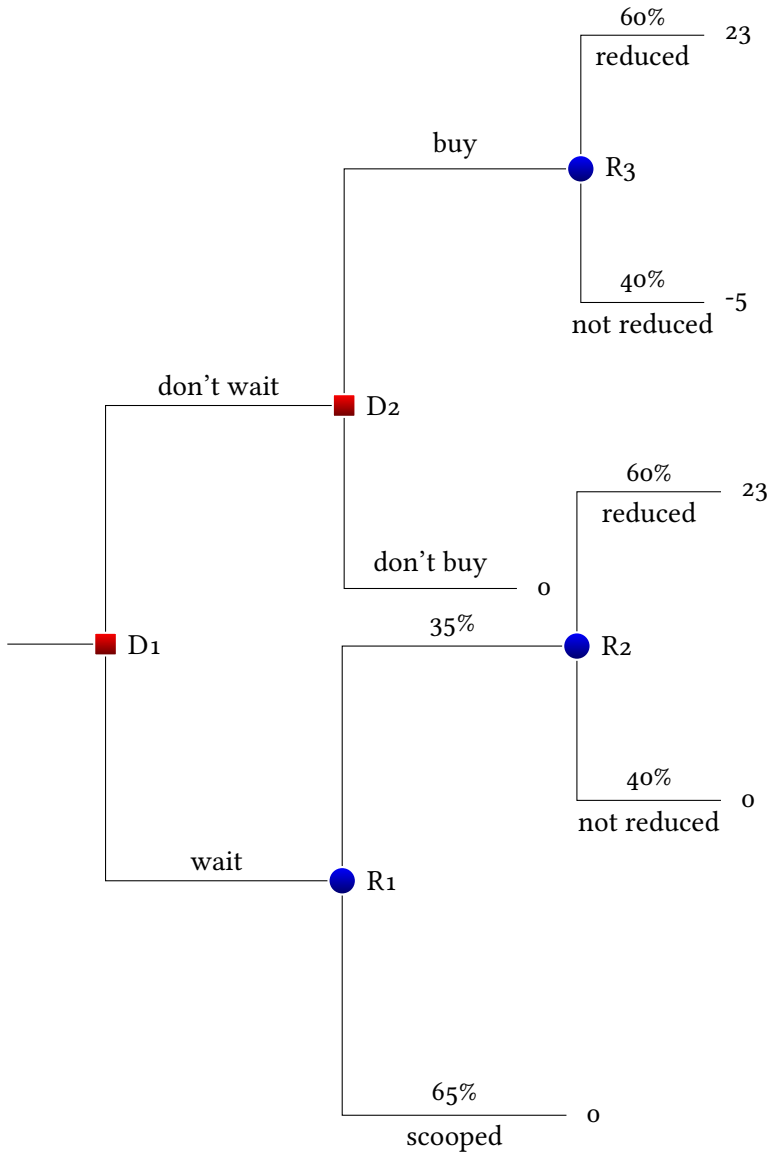 60%
23
reduced
buy
R3
40%
-5
not reduced
don't wait
D2
60%
23
reduced
don't buy
0
35%
D1
R2
40%
0
not reduced
wait
R1
65%
0
scooped